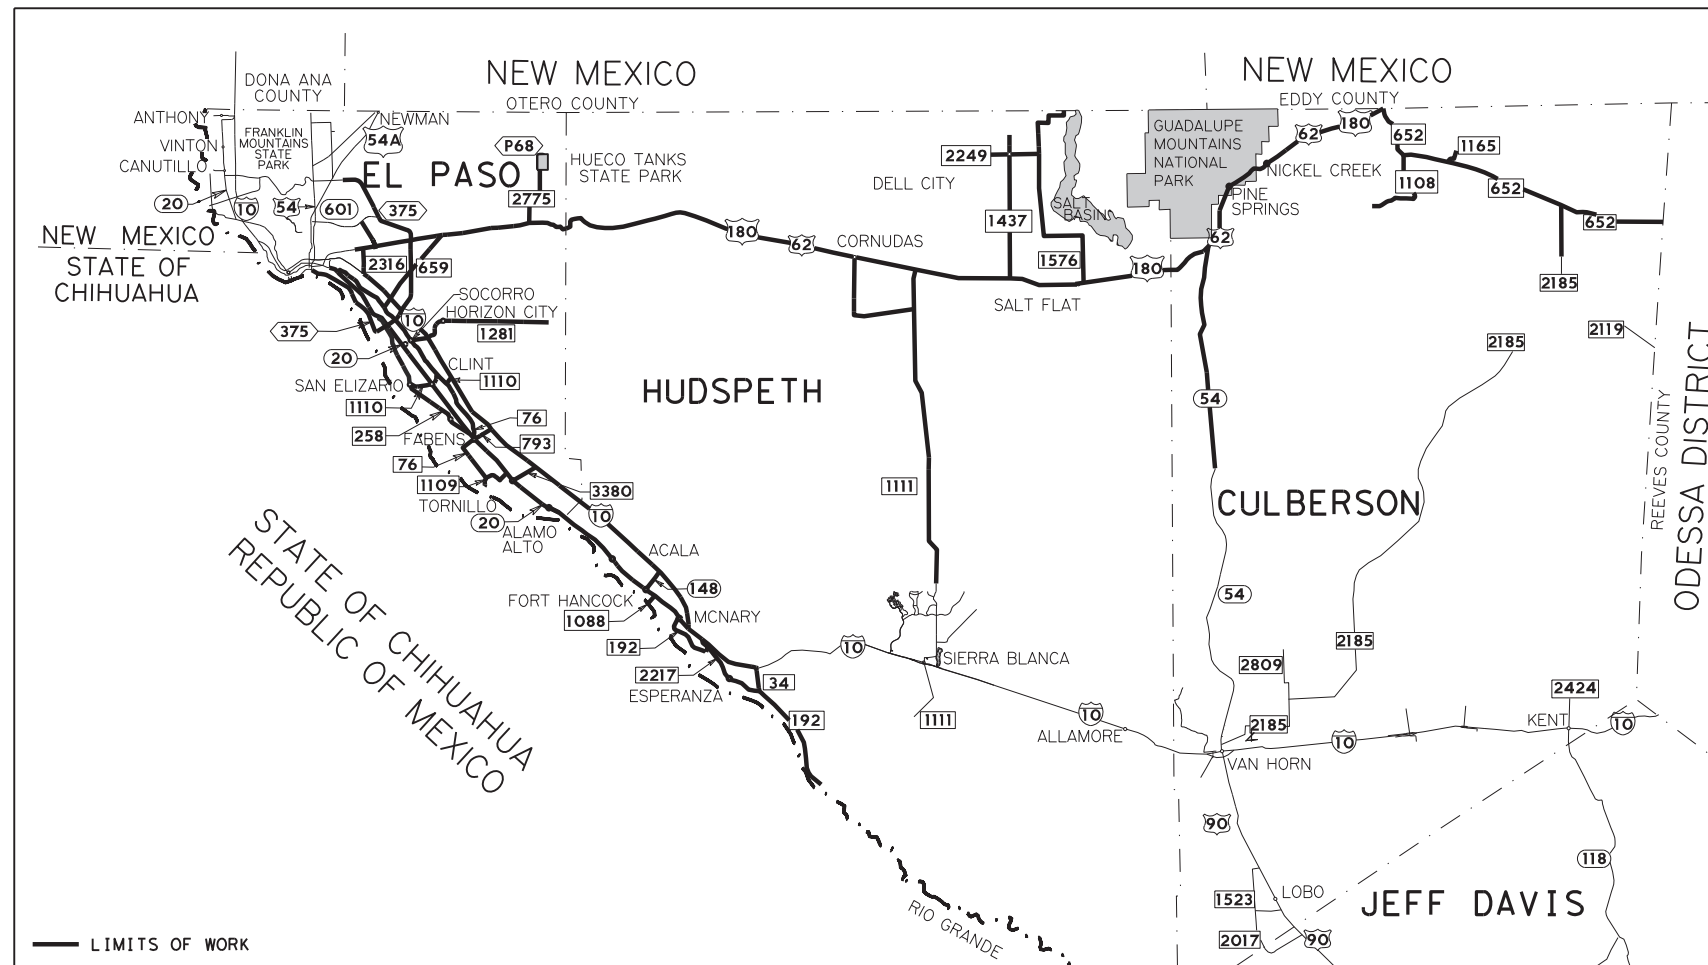 NEW MEXICO
NEW MEXICO
DONA ANA
COUNTY
OTERO COUNTY
EDDY COUNTY
ANTHONY
NEWMAN
FRANKLIN
MOUNTAINS
STATE
PARK
54A
VINTON
CANUTILLO
EL PASO
P68
HUECO TANKS
STATE PARK
2775
2249
DELL CITY
1437
SALT
BASIN
GUADALUPE
MOUNTAINS
NATIONAL
PARK
62
180
652
1165
NICKEL CREEK
1108
652
PINE
SPRINGS
652
20
10
54
601
375
NEW MEXICO
STATE OF
CHIHUAHUA
2316
659
180
62
CORNUDAS
1576
180
62
2185
SALT FLAT
SOCORRO
HORIZON CITY
10
375
1281
20
2185
2119
CLINT
SAN ELIZARIO
1110
1110
HUDSPETH
54
76
258
FABENS
793
76
1109
3380
TORNILLO
20
10
ALAMO
ALTO
1111
CULBERSON
REEVES COUNTY
ODESSA DISTRICT
STATE OF CHIHUAHUA
REPUBLIC OF MEXICO
ACALA
148
FORT HANCOCK
1088
MCNARY
192
2217
34
ESPERANZA
192
10
SIERRA BLANCA
1111
54
2185
2809
10
ALLAMORE
2185
10
VAN HORN
2424
KENT
10
90
118
1523
LOBO
2017
90
JEFF DAVIS
RIO GRANDE
LIMITS OF WORK